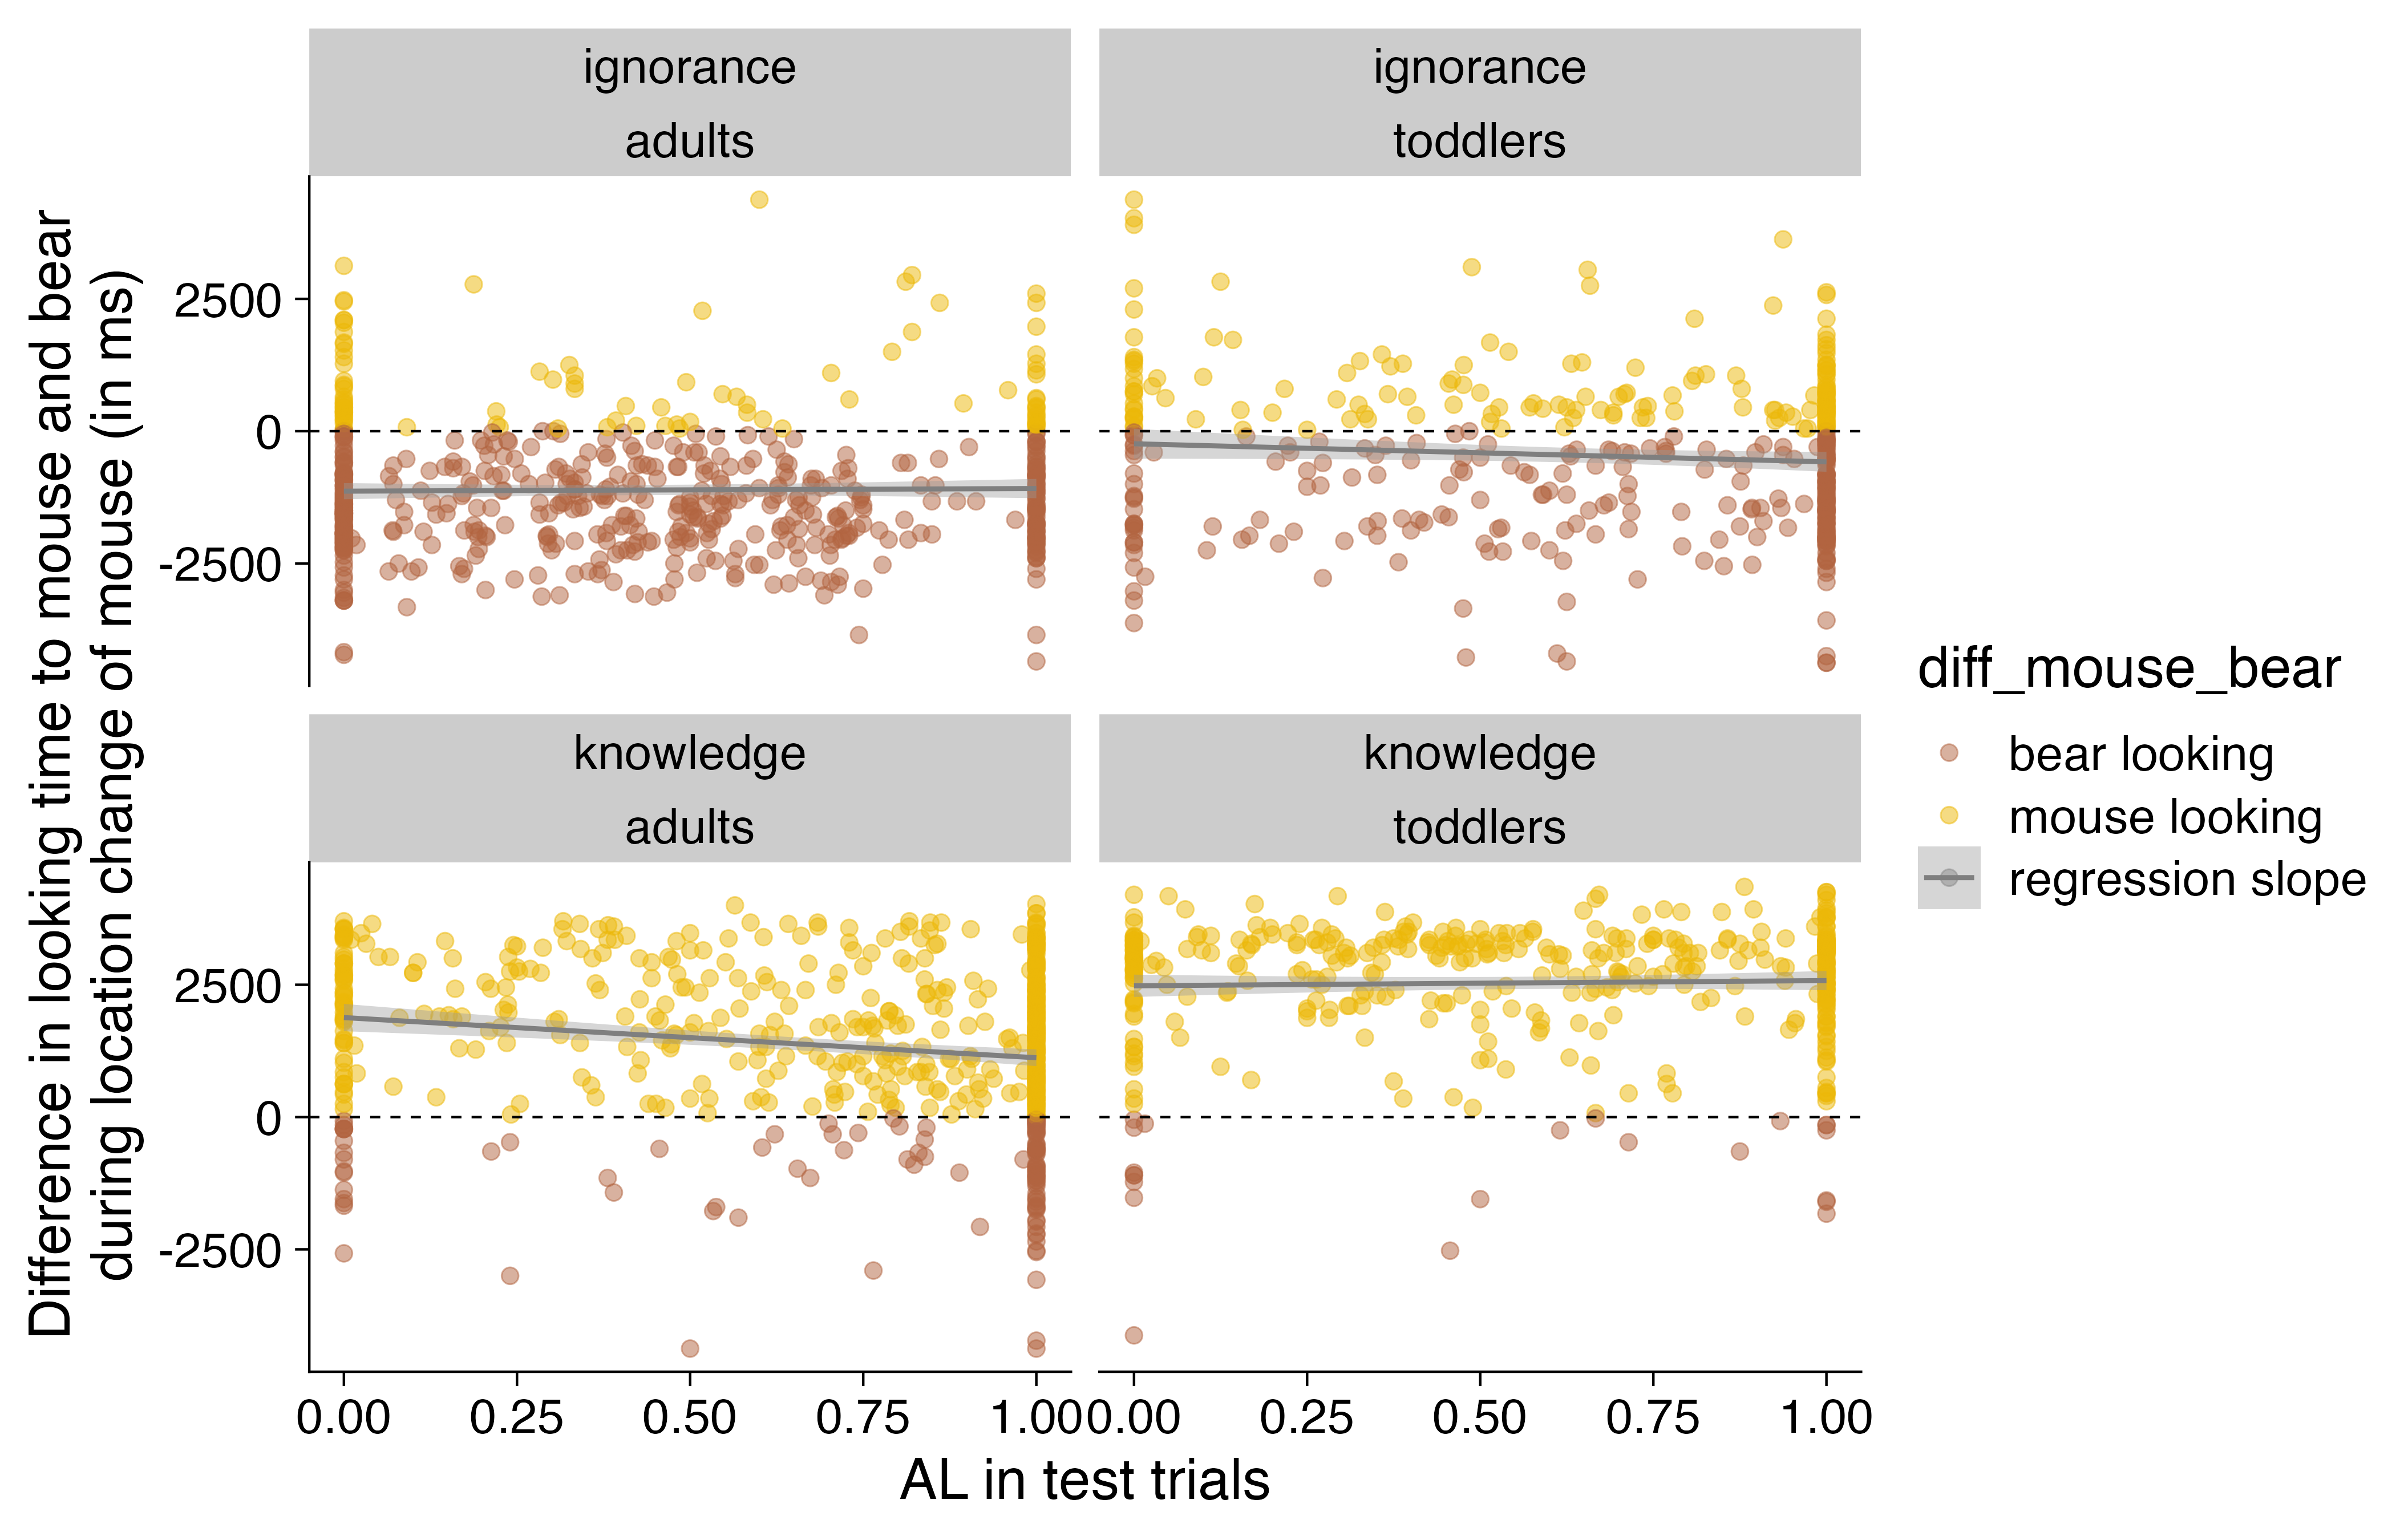 ignorance
adults
ignorance
toddlers
2500
0
-2500
knowledge
adults
knowledge
toddlers
2500
0
-2500
0.00 0.25 0.50 0.75 1.00
0.00 0.25 0.50 0.75 1.00
AL in test trials
Difference in looking time to mouse and bear
during location change of mouse (in ms)
diff_mouse_bear
bear looking
mouse looking
regression slope